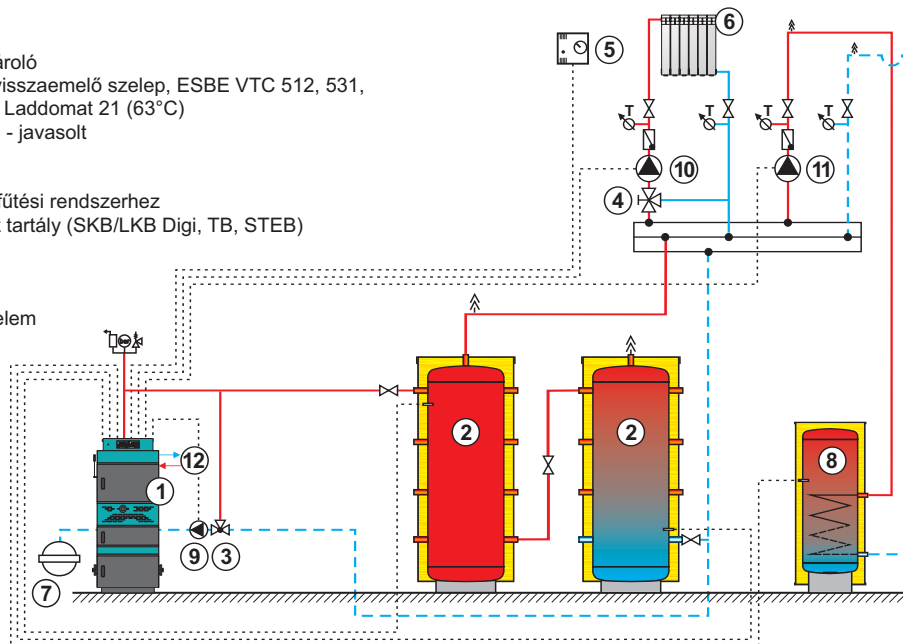 ároló
visszaemelő szelep, ESBE VTC 512, 531,
Laddomat 21 (63°C)
- javasolt
fűtési rendszerhez
tartály (SKB/LKB Digi, TB, STEB)
elem
5
6
T
T
T
T
10
11
4
bar
2
2
8
12
1
9
3
7